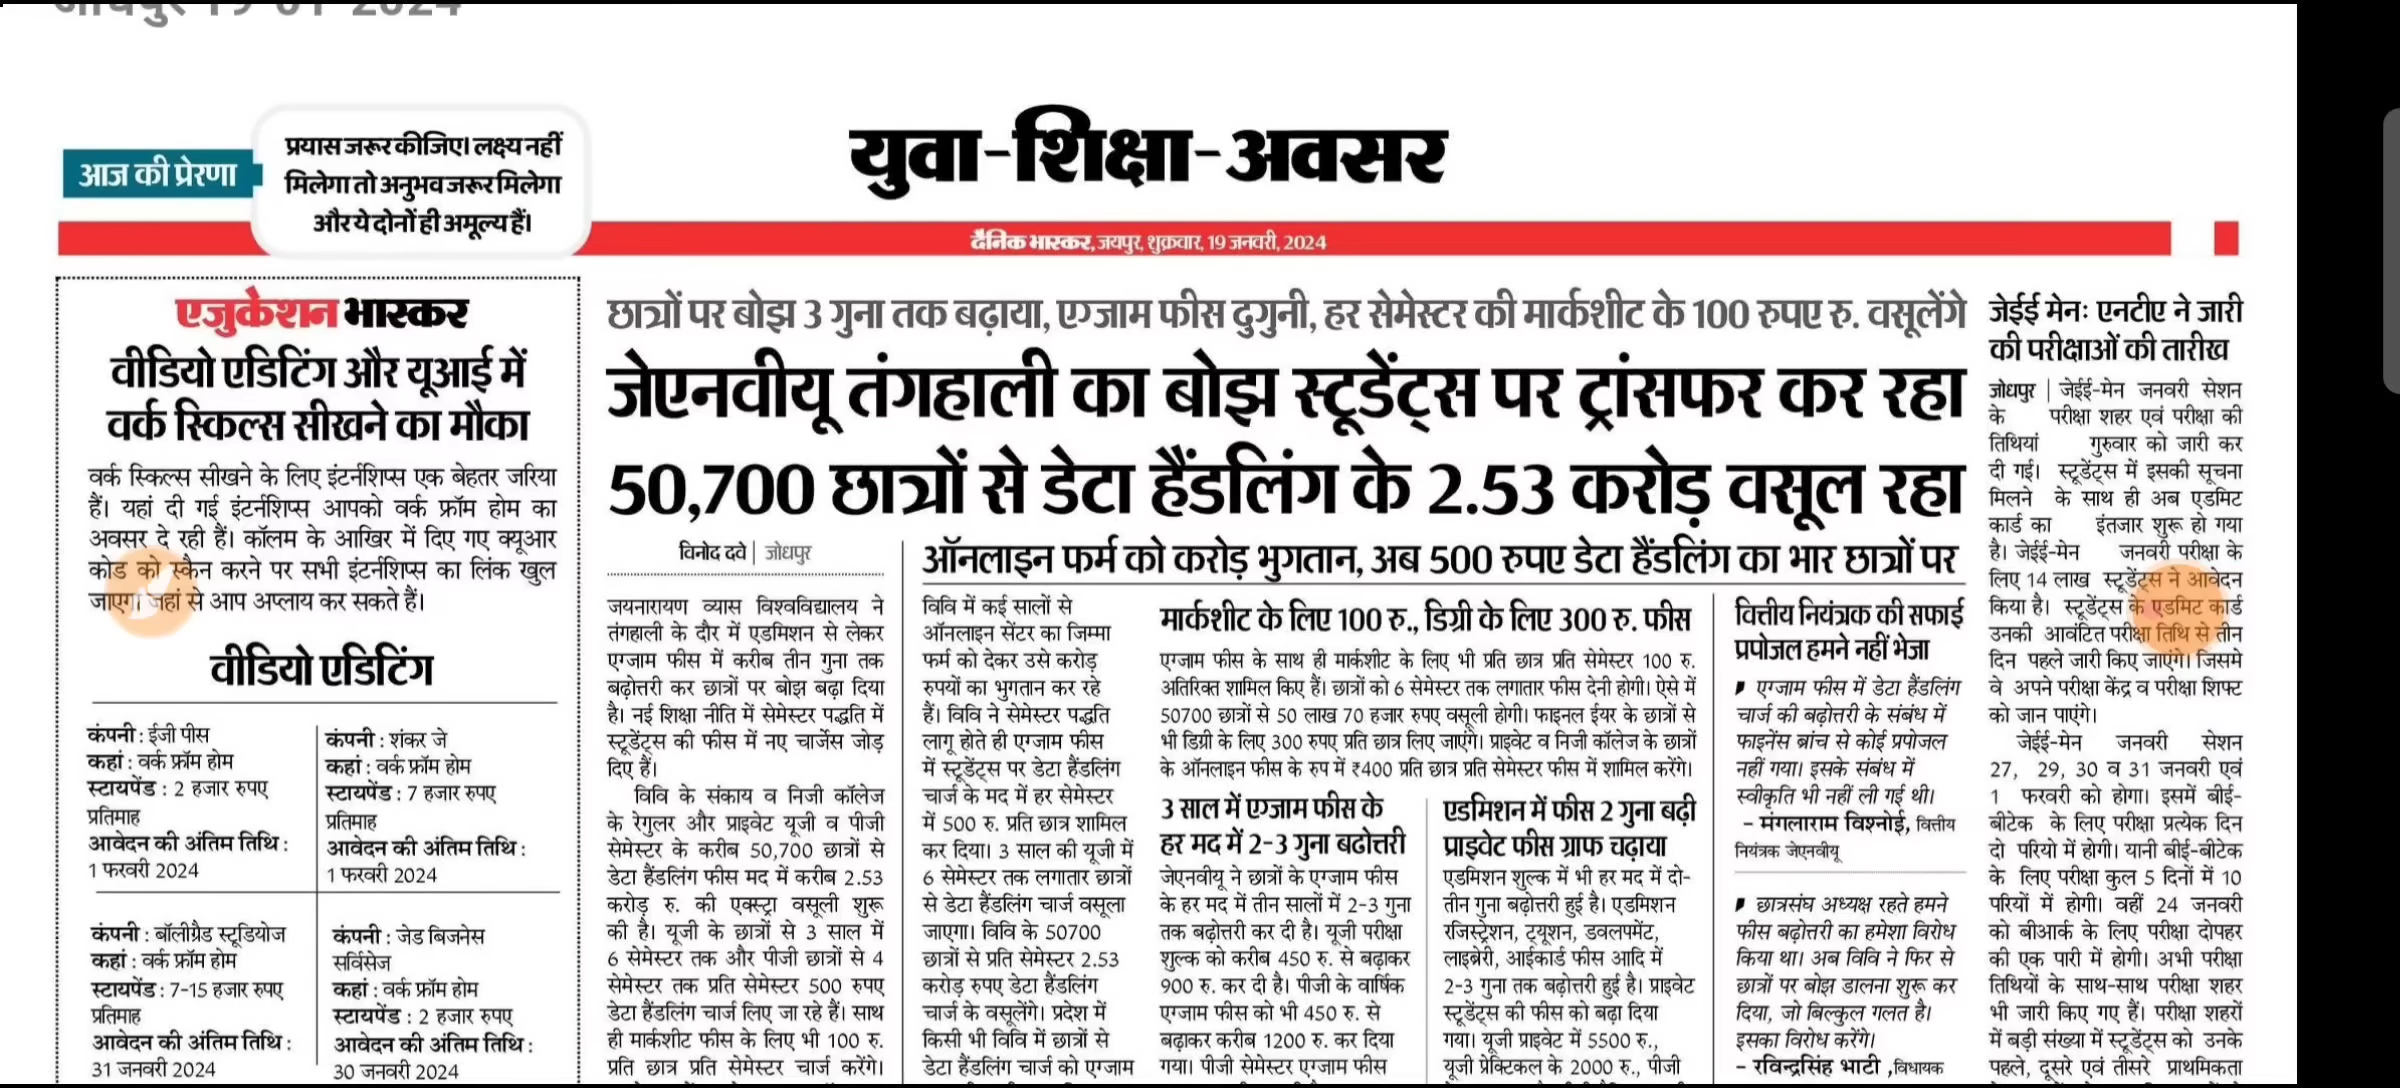 जोधपुर 19-01-2024
आज की प्रेरणा
प्रयास जरूर कीजिए। लक्ष्य नहीं
मिलेगा तो अनुभव जरूर मिलेगा
और ये दोनों ही अमूल्य हैं।
युवा-शिक्षा-अवसर
दैनिक भास्कर, जयपुर, शुक्रवार, 19 जनवरी, 2024
एजुकेशन भास्कर
वीडियो एडिटिंग और यूआई में
वर्क स्किल्स सीखने का मौका
वर्क स्किल्स सीखने के लिए इंटर्नशिप्स एक बेहतर जरिया
हैं। यहां दी गई इंटर्नशिप्स आपको वर्क फ्रॉम होम का
अवसर दे रही हैं। कॉलम के आखिर में दिए गए क्यूआर
कोड को स्कैन करने पर सभी इंटर्नशिप्स का लिंक खुल
जाएगा जहां से आप अप्लाय कर सकते हैं।
वीडियो एडिटिंग
कंपनी : ईजी पीस
कहां : वर्क फ्रॉम होम
स्टायपेंड : 2 हजार रुपए
प्रतिमाह
आवेदन की अंतिम तिथि :
1 फरवरी 2024
कंपनी : शंकर जे
कहां : वर्क फ्रॉम होम
स्टायपेंड : 7 हजार रुपए
प्रतिमाह
आवेदन की अंतिम तिथि :
1 फरवरी 2024
कंपनी : बॉलीग्रैड स्टूडियोज
कहां : वर्क फ्रॉम होम
स्टायपेंड : 7-15 हजार रुपए
प्रतिमाह
आवेदन की अंतिम तिथि :
31 जनवरी 2024
कंपनी : जेड बिजनेस
सर्विसेज
कहां : वर्क फ्रॉम होम
स्टायपेंड : 2 हजार रुपए
आवेदन की अंतिम तिथि :
30 जनवरी 2024
छात्रों पर बोझ 3 गुना तक बढ़ाया, एग्जाम फीस दुगुनी, हर सेमेस्टर की मार्कशीट के 100 रुपए रु. वसूलेंगे
जेएनवीयू तंगहाली का बोझ स्टूडेंट्स पर ट्रांसफर कर रहा
50,700 छात्रों से डेटा हैंडलिंग के 2.53 करोड़ वसूल रहा
विनोद दवे | जोधपुर
जयनारायण व्यास विश्वविद्यालय ने
तंगहाली के दौर में एडमिशन से लेकर
एग्जाम फीस में करीब तीन गुना तक
बढ़ोत्तरी कर छात्रों पर बोझ बढ़ा दिया
है। नई शिक्षा नीति में सेमेस्टर पद्धति में
स्टूडेंट्स की फीस में नए चार्जेस जोड़
दिए हैं।
विवि के संकाय व निजी कॉलेज
के रेगुलर और प्राइवेट यूजी व पीजी
सेमेस्टर के करीब 50,700 छात्रों से
डेटा हैंडलिंग फीस मद में करीब 2.53
करोड़ रु. की एक्स्ट्रा वसूली शुरू
की है। यूजी के छात्रों से 3 साल में
6 सेमेस्टर तक और पीजी छात्रों से 4
सेमेस्टर तक प्रति सेमेस्टर 500 रुपए
डेटा हैंडलिंग चार्ज लिए जा रहे हैं। साथ
ही मार्कशीट फीस के लिए भी 100 रु.
प्रति छात्र प्रति सेमेस्टर चार्ज करेंगे।
ऑनलाइन फर्म को करोड़ भुगतान, अब 500 रुपए डेटा हैंडलिंग का भार छात्रों पर
विवि में कई सालों से
ऑनलाइन सेंटर का जिम्मा
फर्म को देकर उसे करोड़
रुपयों का भुगतान कर रहे
हैं। विवि ने सेमेस्टर पद्धति
लागू होते ही एग्जाम फीस
में स्टूडेंट्स पर डेटा हैंडलिंग
चार्ज के मद में हर सेमेस्टर
में 500 रु. प्रति छात्र शामिल
कर दिया। 3 साल की यूजी में
6 सेमेस्टर तक लगातार छात्रों
से डेटा हैंडलिंग चार्ज वसूला
जाएगा। विवि के 50700
छात्रों से प्रति सेमेस्टर 2.53
करोड़ रुपए डेटा हैंडलिंग
चार्ज के वसूलेंगे। प्रदेश में
किसी भी विवि में छात्रों से
डेटा हैंडलिंग चार्ज को एग्जाम
मार्कशीट के लिए 100 रु., डिग्री के लिए 300 रु. फीस
एग्जाम फीस के साथ ही मार्कशीट के लिए भी प्रति छात्र प्रति सेमेस्टर 100 रु.
अतिरिक्त शामिल किए हैं। छात्रों को 6 सेमेस्टर तक लगातार फीस देनी होगी। ऐसे में
50700 छात्रों से 50 लाख 70 हजार रुपए वसूली होगी। फाइनल ईयर के छात्रों से
भी डिग्री के लिए 300 रुपए प्रति छात्र लिए जाएंगे। प्राइवेट व निजी कॉलेज के छात्रों
के ऑनलाइन फीस के रुप में ₹400 प्रति छात्र प्रति सेमेस्टर फीस में शामिल करेंगे।
3 साल में एग्जाम फीस के
हर मद में 2-3 गुना बढोत्तरी
जेएनवीयू ने छात्रों के एग्जाम फीस
के हर मद में तीन सालों में 2-3 गुना
तक बढ़ोत्तरी कर दी है। यूजी परीक्षा
शुल्क को करीब 450 रु. से बढ़ाकर
900 रु. कर दी है। पीजी के वार्षिक
एग्जाम फीस को भी 450 रु. से
बढ़ाकर करीब 1200 रु. कर दिया
गया। पीजी सेमेस्टर एग्जाम फीस
एडमिशन में फीस 2 गुना बढ़ी
प्राइवेट फीस ग्राफ चढ़ाया
एडमिशन शुल्क में भी हर मद में दो-
तीन गुना बढ़ोत्तरी हुई है। एडमिशन
रजिस्ट्रेशन, ट्यूशन, डवलपमेंट,
लाइब्रेरी, आईकार्ड फीस आदि में
2-3 गुना तक बढ़ोत्तरी हुई है। प्राइवेट
स्टूडेंट्स की फीस को बढ़ा दिया
गया। यूजी प्राइवेट में 5500 रु.,
यूजी प्रेक्टिकल के 2000 रु., पीजी
वित्तीय नियंत्रक की सफाई
प्रपोजल हमने नहीं भेजा
एग्जाम फीस में डेटा हैंडलिंग
चार्ज की बढ़ोत्तरी के संबंध में
फाइनेंस ब्रांच से कोई प्रपोजल
नहीं गया। इसके संबंध में
स्वीकृति भी नहीं ली गई थी।
- मंगलाराम विश्नोई, वित्तीय
नियंत्रक जेएनवीयू
छात्रसंघ अध्यक्ष रहते हमने
फीस बढ़ोत्तरी का हमेशा विरोध
किया था। अब विवि ने फिर से
छात्रों पर बोझ डालना शुरू कर
दिया, जो बिल्कुल गलत है।
इसका विरोध करेंगे।
- रविन्द्रसिंह भाटी ,विधायक
जेईई मेनः एनटीए ने जारी
की परीक्षाओं की तारीख
जोधपुर | जेईई-मेन जनवरी सेशन
के परीक्षा शहर एवं परीक्षा की
तिथियां गुरुवार को जारी कर
दी गई। स्टूडेंट्स में इसकी सूचना
मिलने के साथ ही अब एडमिट
कार्ड का इंतजार शुरू हो गया
है। जेईई-मेन जनवरी परीक्षा के
लिए 14 लाख स्टूडेंट्स ने आवेदन
किया है। स्टूडेंट्स के एडमिट कार्ड
उनकी आवंटित परीक्षा तिथि से तीन
दिन पहले जारी किए जाएंगे। जिसमे
वे अपने परीक्षा केंद्र व परीक्षा शिफ्ट
को जान पाएंगे।
जेईई-मेन जनवरी सेशन
27, 29, 30 व 31 जनवरी एवं
1 फरवरी को होगा। इसमें बीई-
बीटेक के लिए परीक्षा प्रत्येक दिन
दो परियो में होगी। यानी बीई-बीटेक
के लिए परीक्षा कुल 5 दिनों में 10
परियों में होगी। वहीं 24 जनवरी
को बीआर्क के लिए परीक्षा दोपहर
की एक पारी में होगी। अभी परीक्षा
तिथियों के साथ-साथ परीक्षा शहर
भी जारी किए गए हैं। परीक्षा शहरों
में बड़ी संख्या में स्टूडेंट्स को उनके
पहले, दूसरे एवं तीसरे प्राथमिकता